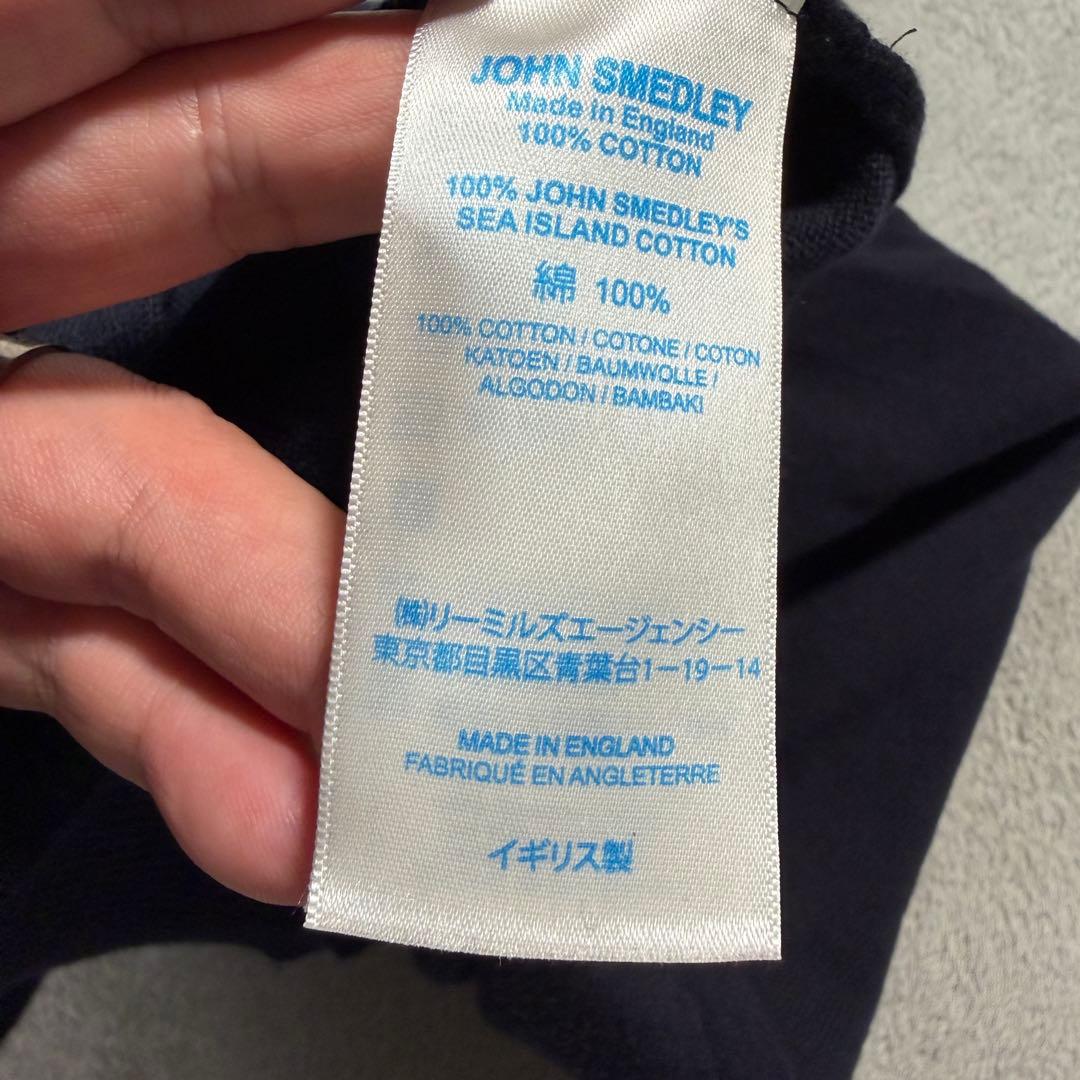 JOHN SMEDLEY
Made in England
100% COTTON
100% JOHN SMEDLEY'S
SEA ISLAND COTTON
綿 100%
100% COTTON / COTONE / COTON
KATOEN / BAUMWOLLE /
ALGODON / BAMBAKI
㈱リーミルズエージェンシー
東京都目黒区青葉台1-19-14
MADE IN ENGLAND
FABRIQUÉ EN ANGLETERRE
イギリス製